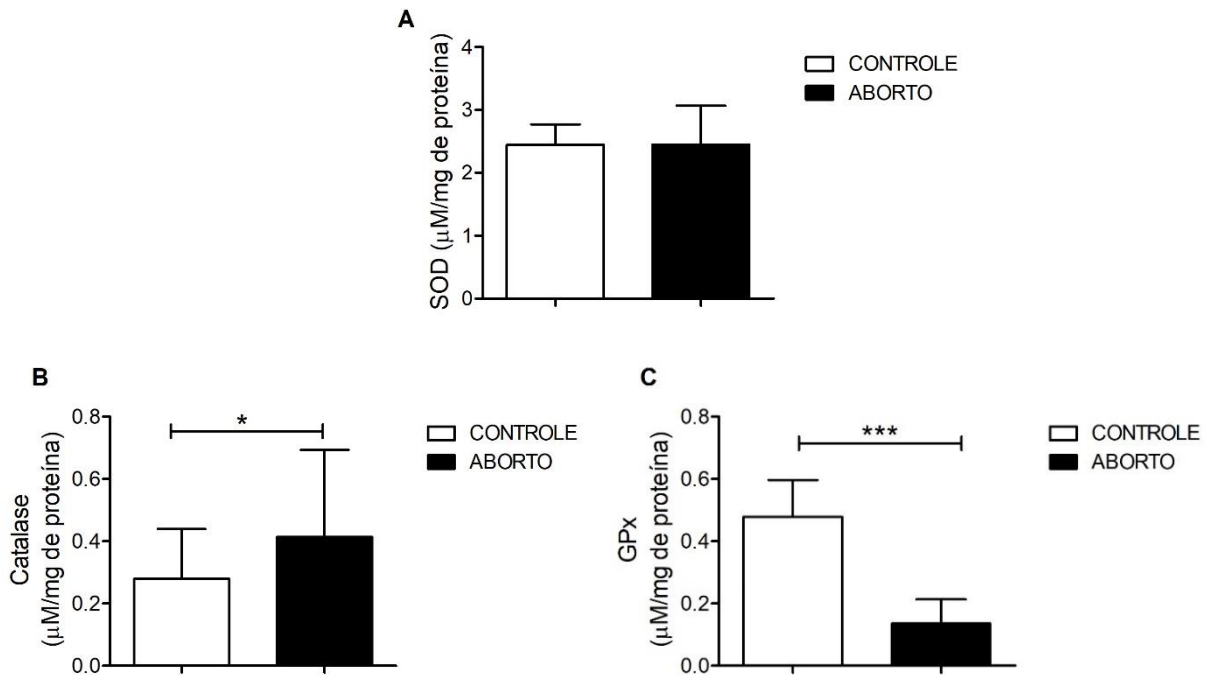 A
SOD (μM/mg de proteína)
4
3
2
1
0
CONTROLE
ABORTO
B
Catalase
(μM/mg de proteína)
0.8
0.6
0.4
0.2
0.0
*
CONTROLE
ABORTO
C
GPx
(μM/mg de proteína)
0.8
0.6
0.4
0.2
0.0
***
CONTROLE
ABORTO